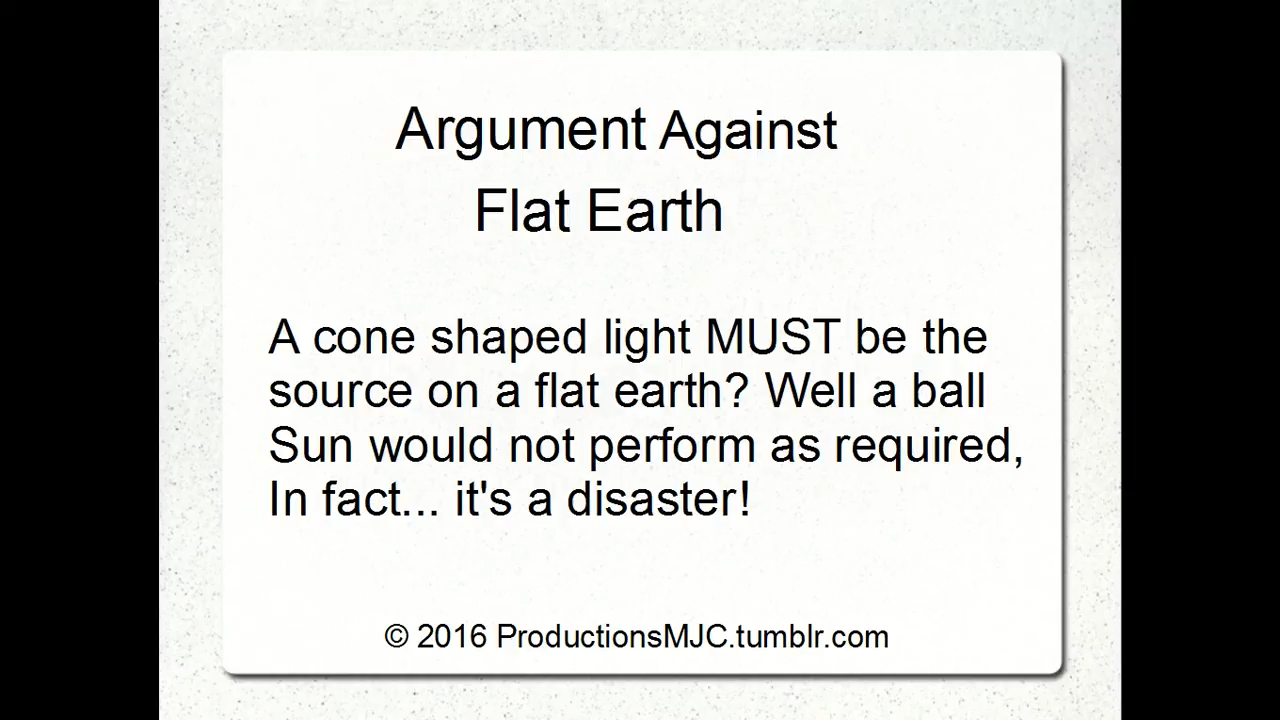 Argument Against
Flat Earth
A cone shaped light MUST be the
source on a flat earth? Well a ball
Sun would not perform as required,
In fact... it's a disaster!
© 2016 ProductionsMJC.tumblr.com